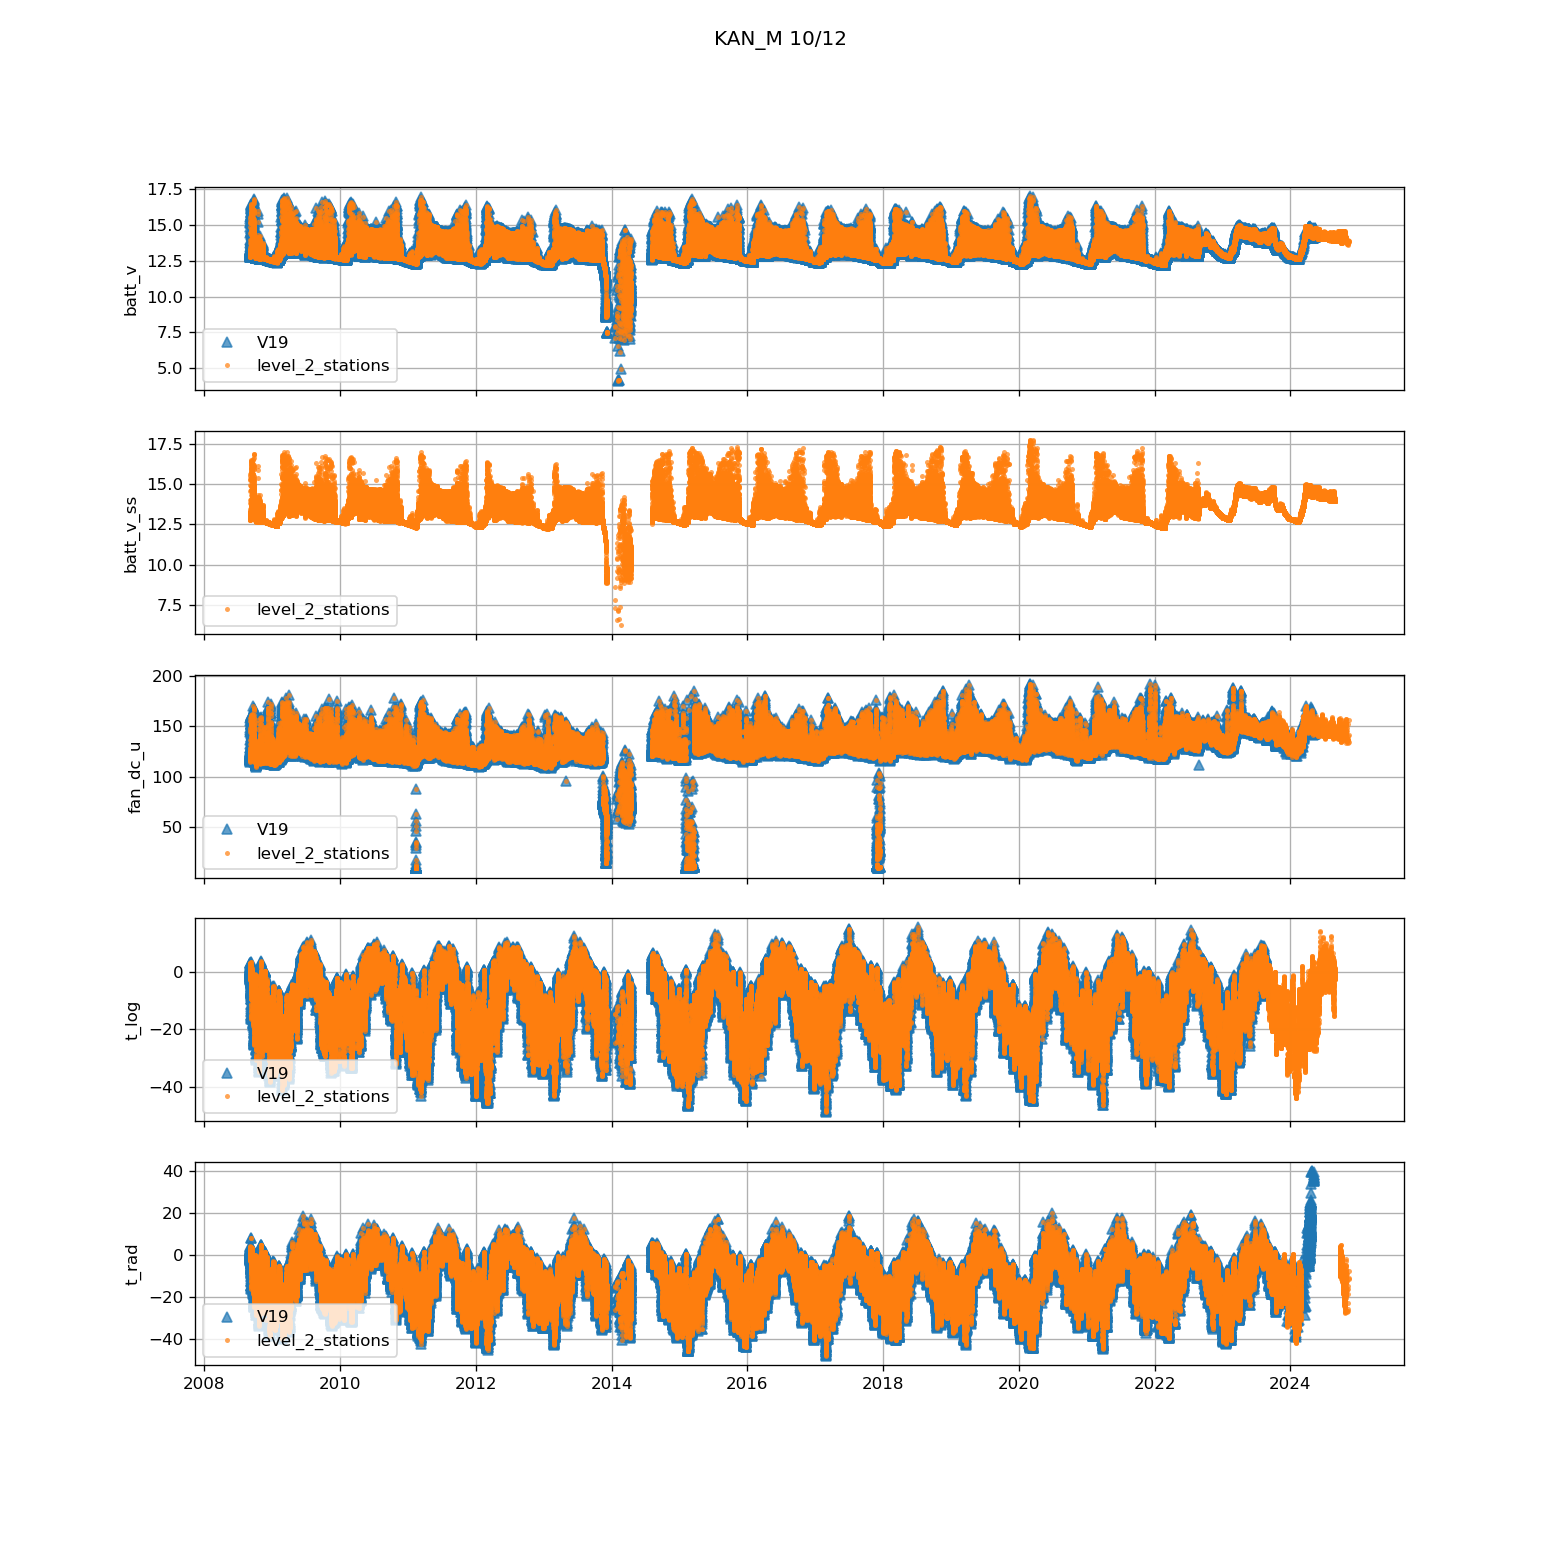 KAN_M 10/12
17.5
15.0
12.5
10.0
7.5
5.0
batt_v
V19
level_2_stations
17.5
15.0
12.5
10.0
7.5
batt_v_ss
level_2_stations
200
150
100
50
fan_dc_u
V19
level_2_stations
0
−20
−40
t_log
V19
level_2_stations
40
20
0
−20
−40
t_rad
V19
level_2_stations
2008 2010 2012 2014 2016 2018 2020 2022 2024